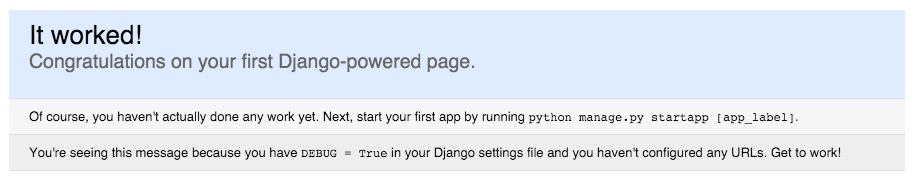 It worked!
Congratulations on your first Django-powered page.
Of course, you haven't actually done any work yet. Next, start your first app by running python manage.py startapp [app_label].
You're seeing this message because you have DEBUG = True in your Django settings file and you haven't configured any URLs. Get to work!